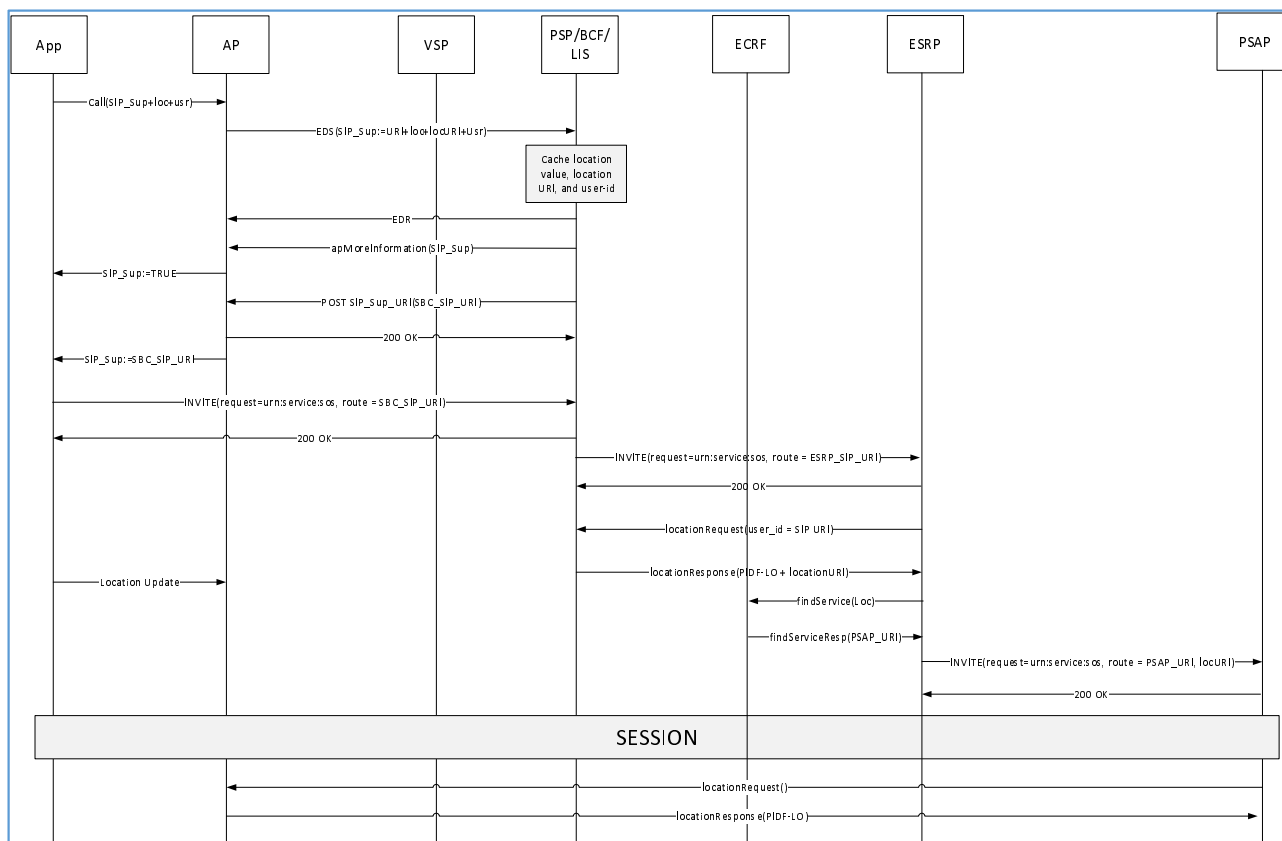 App
AP
VSP
PSP/BCF/
LIS
ECRF
ESRP
PSAP
Call(SIP_Sup+loc+usr)
EDS(SIP_Sup:=URI+loc+locURI+Usr)
Cache location
value, location
URI, and user-id
EDR
apMoreInformation(SIP_Sup)
SIP_Sup:=TRUE
POST SIP_Sup_URI(SBC_SIP_URI)
200 OK
SIP_Sup:=SBC_SIP_URI
INVITE(request=urn:service:sos, route = SBC_SIP_URI)
200 OK
INVITE(request=urn:service:sos, route = ESRP_SIP_URI)
200 OK
locationRequest(user_id = SIP URI)
locationResponse(PIDF-LO + locationURI)
Location Update
findService(Loc)
findServiceResp(PSAP_URI)
INVITE(request=urn:service:sos, route = PSAP_URI, locURI)
200 OK
SESSION
locationRequest()
locationResponse(PIDF-LO)